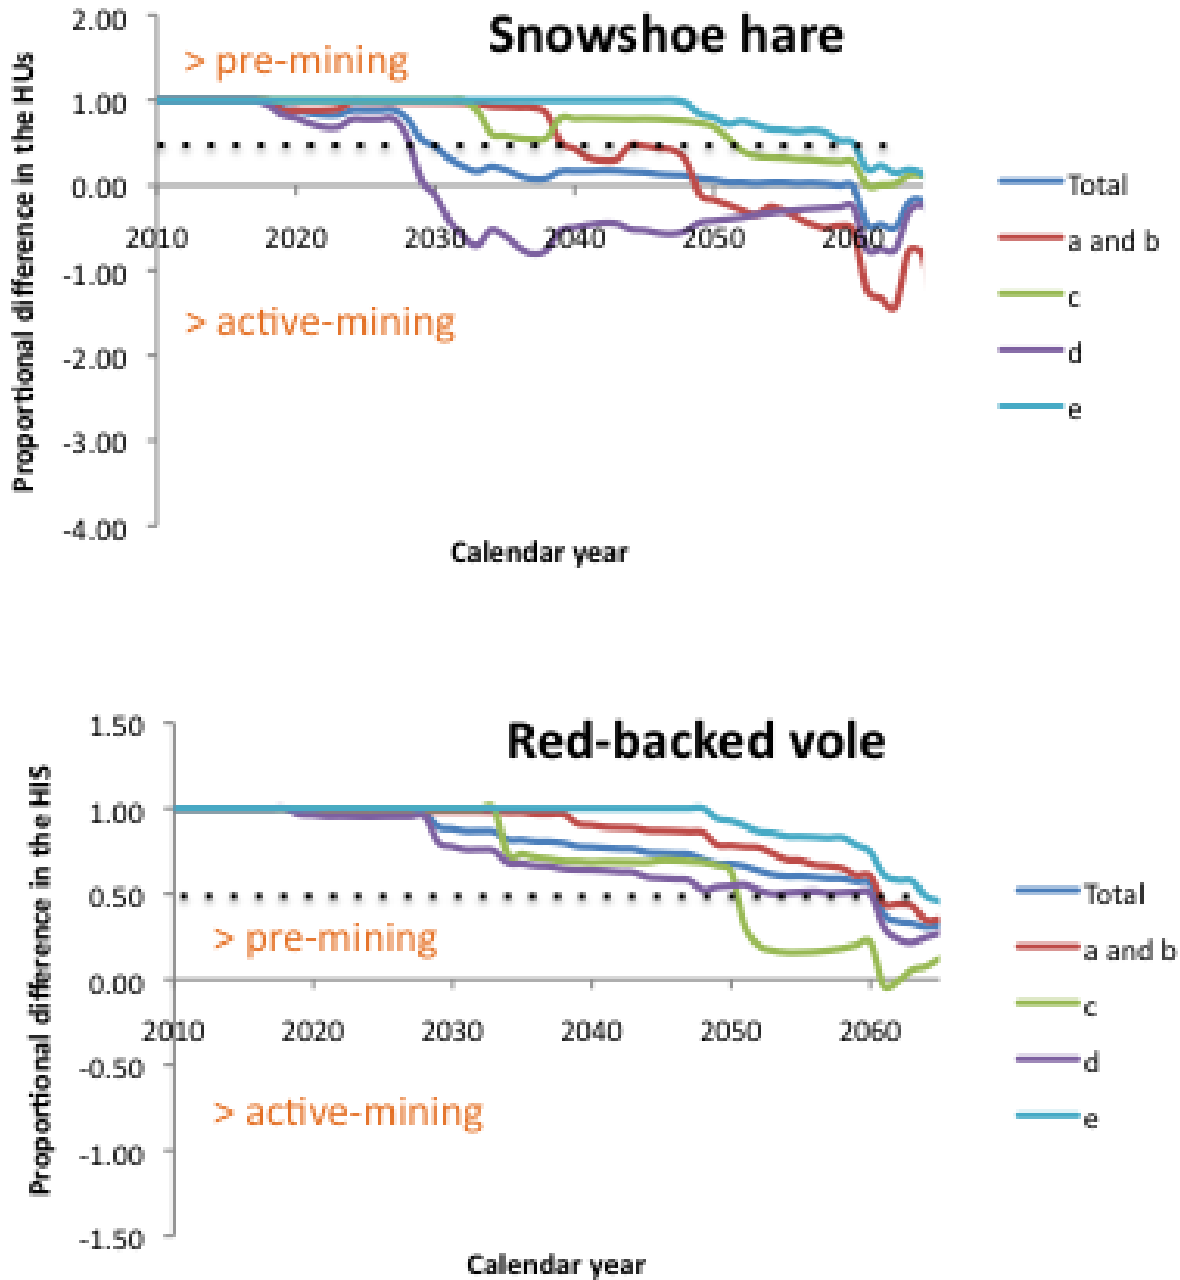 Snowshoe hare
Proportional difference in the HUs
2.00
> pre-mining
1.00
0.00
2010 2020 2030 2040 2050 2060
-1.00
> active-mining
-2.00
-3.00
-4.00
Calendar year
Total
a and b
c
d
e
Red-backed vole
Proportional difference in the HIS
1.50
1.00
0.50
> pre-mining
0.00
2010 2020 2030 2040 2050 2060
-0.50
> active-mining
-1.00
-1.50
Calendar year
Total
a and b
c
d
e